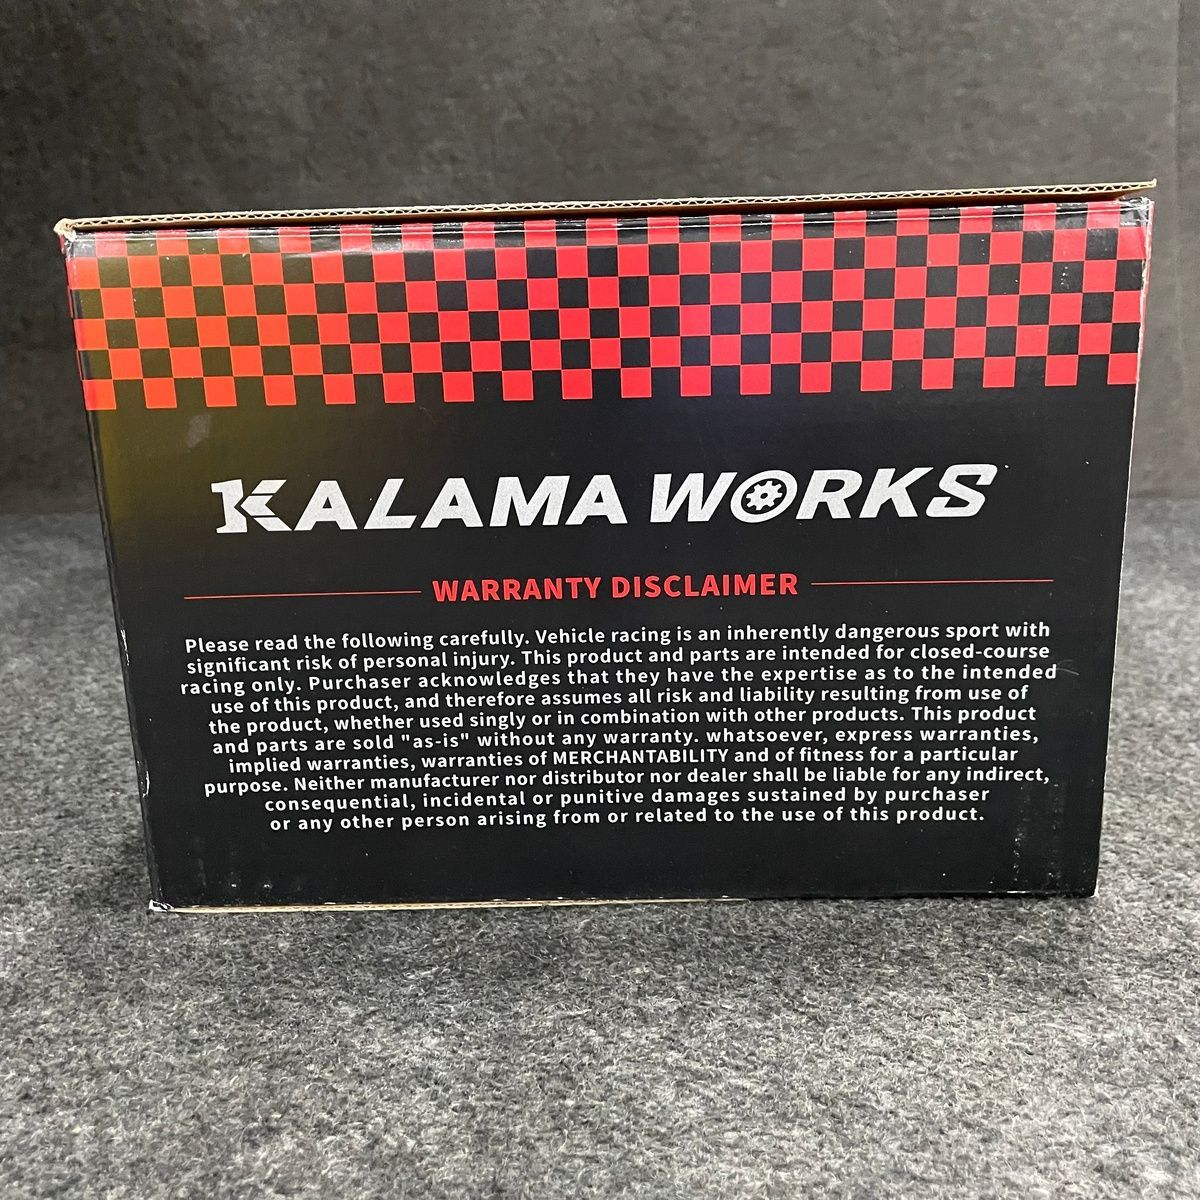 KALAMA WORKS
WARRANTY DISCLAIMER
Please read the following carefully. Vehicle racing is an inherently dangerous sport with
significant risk of personal injury. This product and parts are intended for closed-course
racing only. Purchaser acknowledges that they have the expertise as to the intended
use of this product, and therefore assumes all risk and liability resulting from use of
the product, whether used singly or in combination with other products. This product
and parts are sold "as-is" without any warranty. whatsoever, express warranties,
implied warranties, warranties of MERCHANTABILITY and of fitness for a particular
purpose. Neither manufacturer nor distributor nor dealer shall be liable for any indirect,
consequential, incidental or punitive damages sustained by purchaser
or any other person arising from or related to the use of this product.